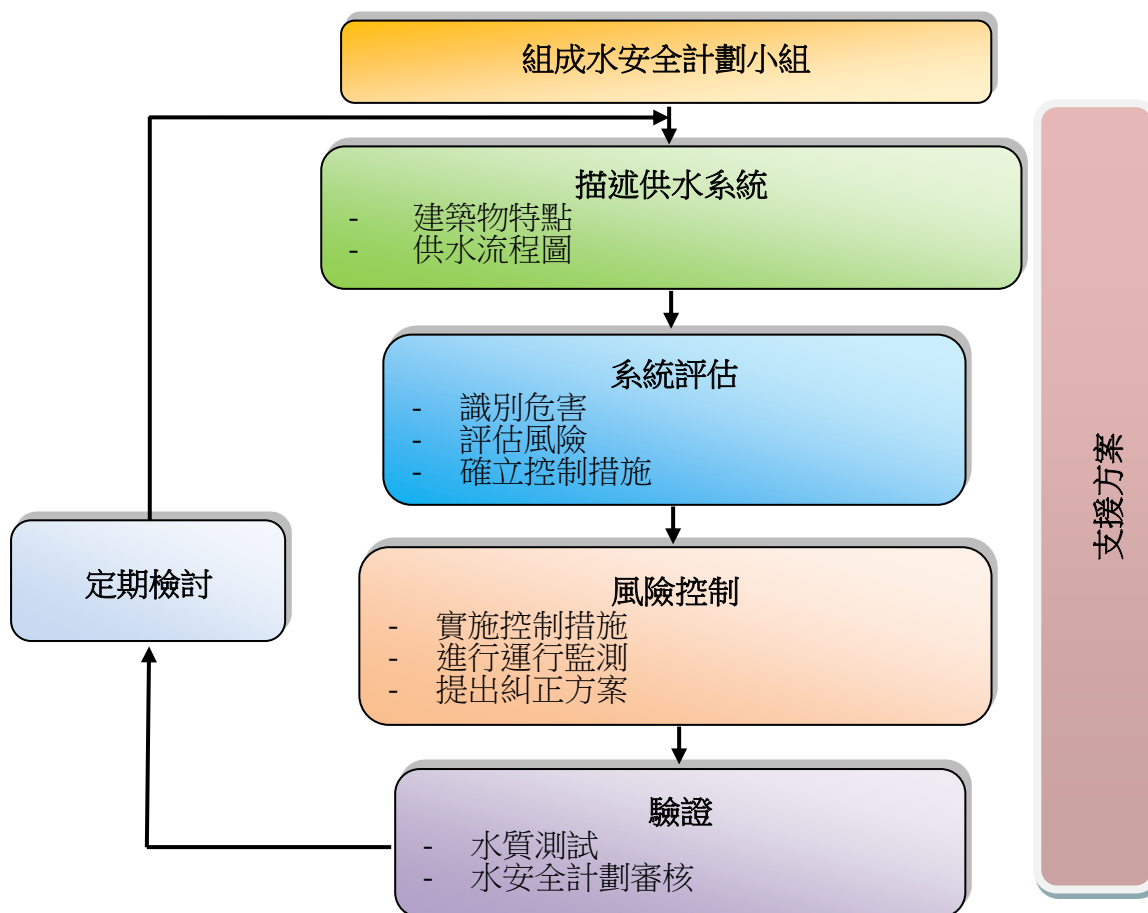 組成水安全計劃小組
描述供水系統
- 建築物特點
- 供水流程圖
系統評估
- 識別危害
- 評估風險
- 確立控制措施
風險控制
- 實施控制措施
- 進行運行監測
- 提出糾正方案
驗證
- 水質測試
- 水安全計劃審核
定期檢討
支援方案